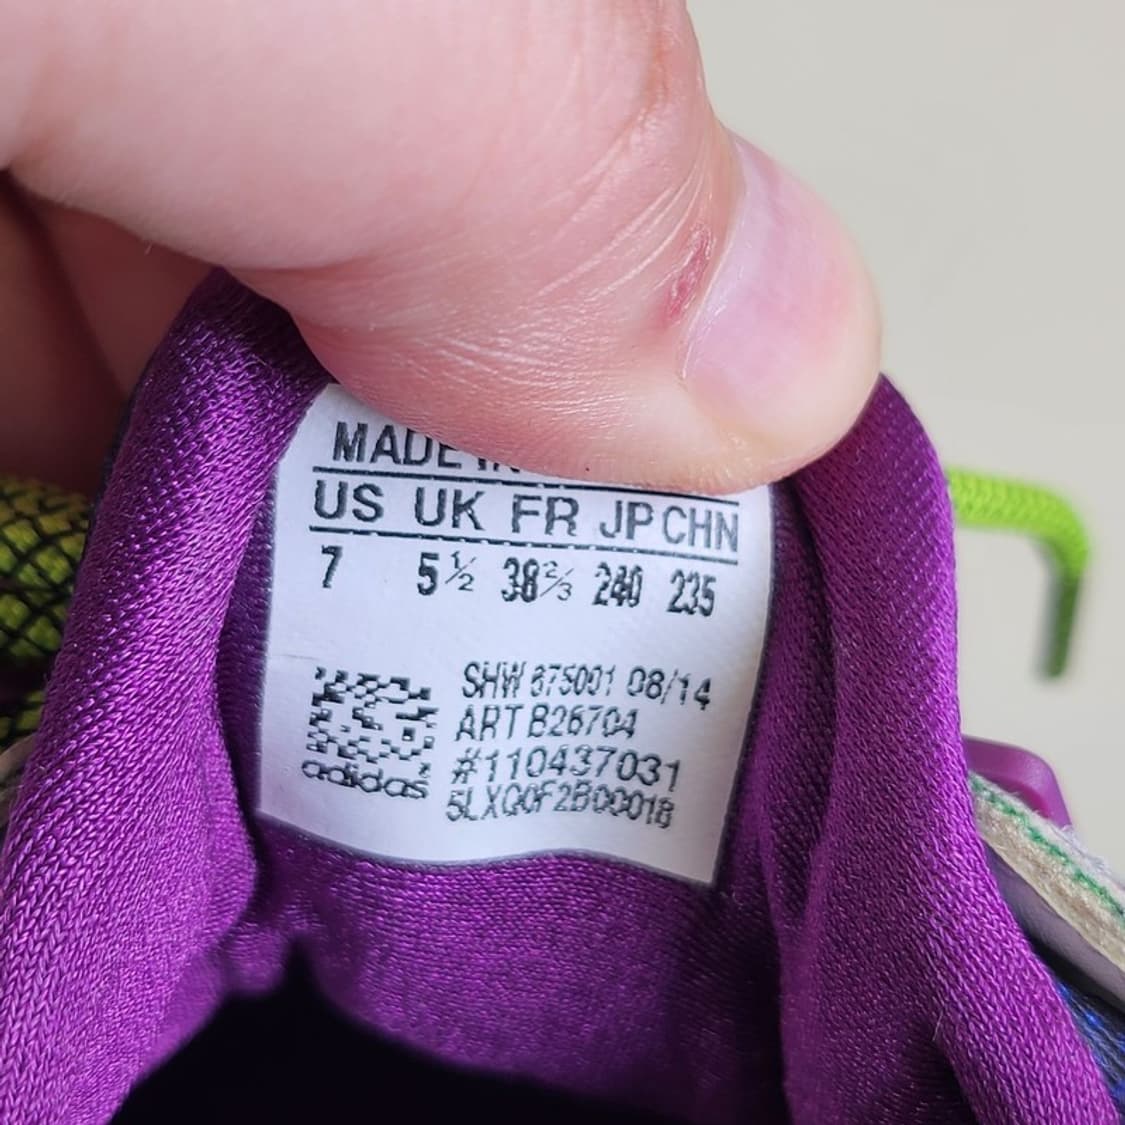 MADE IN
US UK FR JP CHN
7 5½ 38⅔ 240 235
SHW 675001 08/14
ART B26704
#110437031
5LXQ0F2B00018
adidas